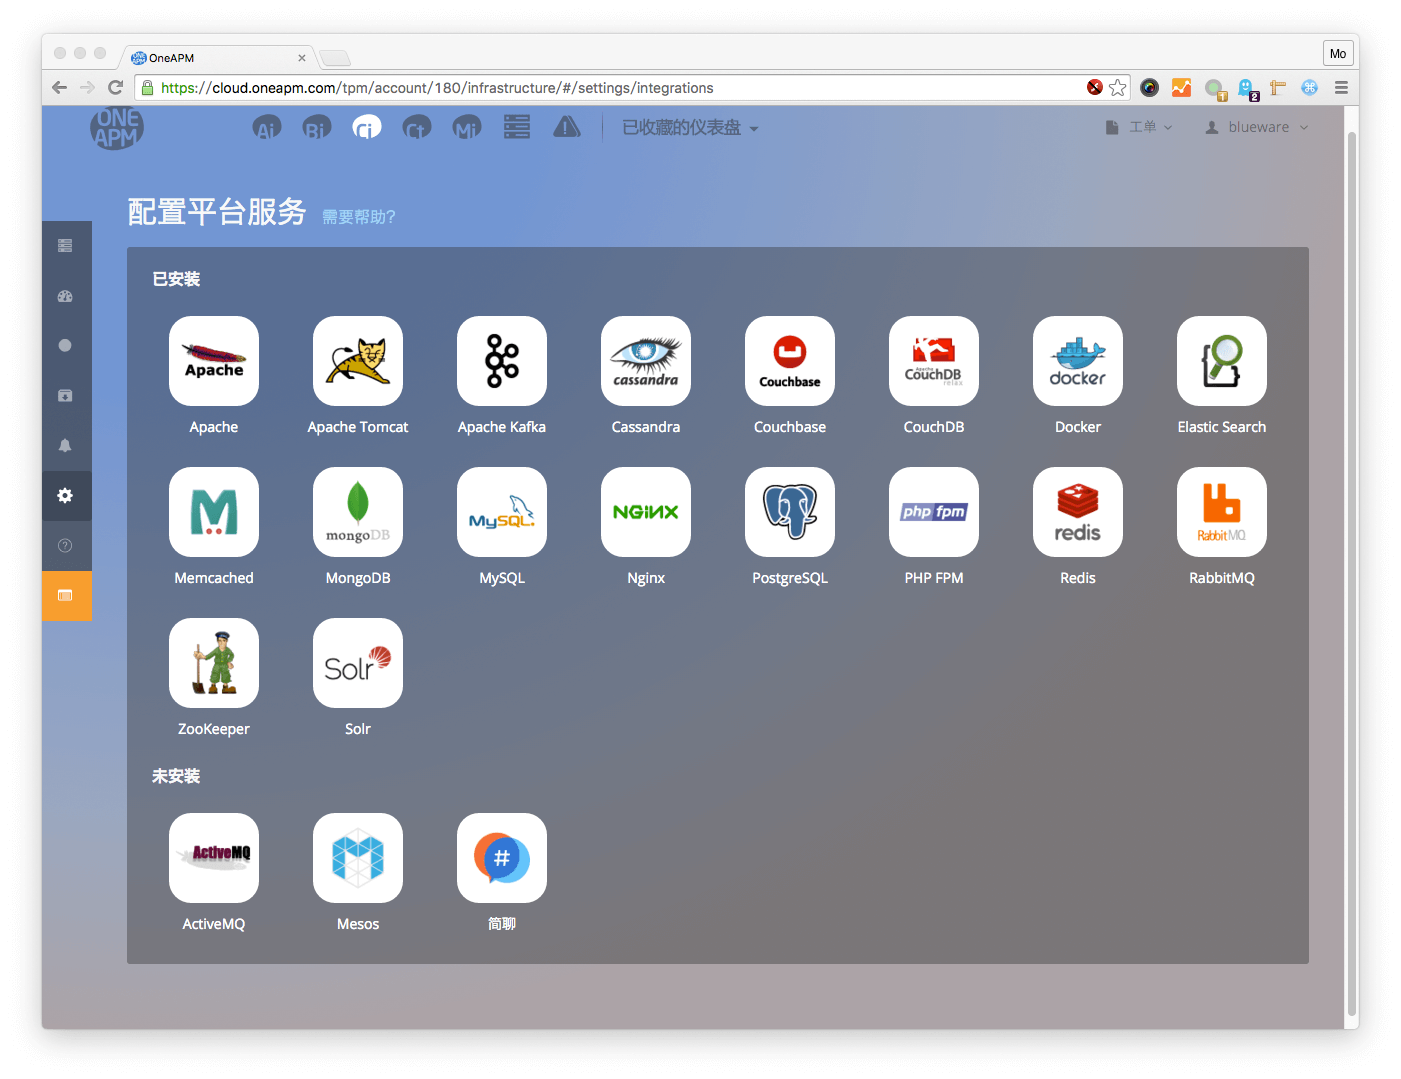 OneAPM
Mo
https://cloud.oneapm.com/tpm/account/180/infrastructure/#/settings/integrations
1
2
ONE
APM
Ai
Bi
Ci
Ct
Mi
已收藏的仪表盘
工单
blueware
配置平台服务
需要帮助?
已安装
Apache
cassandra
Couchbase
Apache
CouchDB
relax
docker
Apache
Apache Tomcat
Apache Kafka
Cassandra
Couchbase
CouchDB
Docker
Elastic Search
M
mongoDB
MySQL.
NGINX
php fpm
redis
RabbitMQ
Memcached
MongoDB
MySQL
Nginx
PostgreSQL
PHP FPM
Redis
RabbitMQ
Solr
ZooKeeper
Solr
未安装
ActiveMQ
#
ActiveMQ
Mesos
简聊